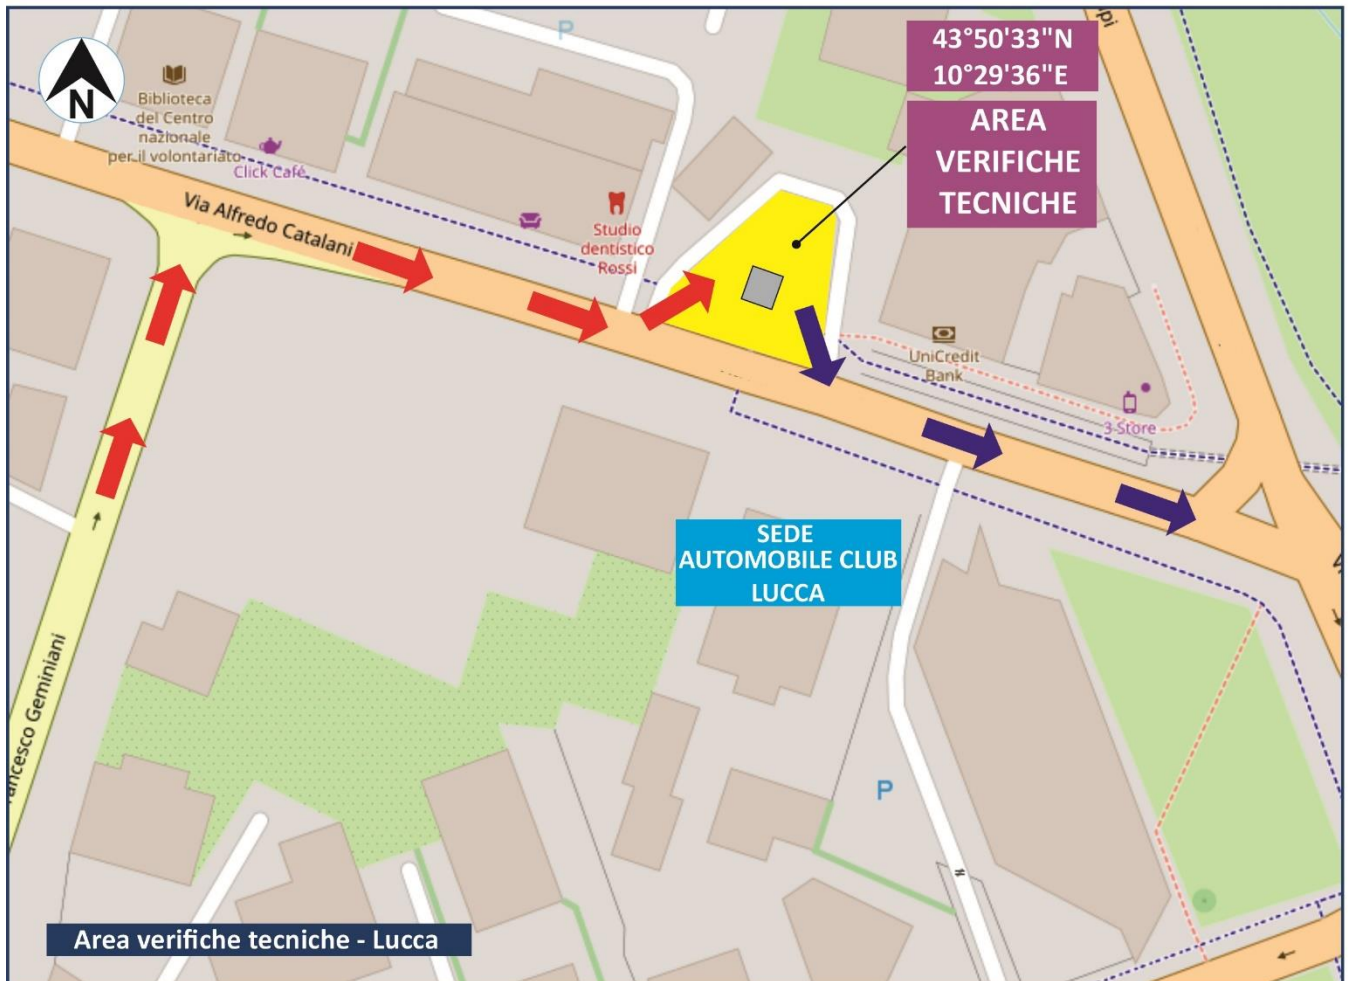 43°50'33"N
10°29'36"E
AREA
VERIFICHE
TECNICHE
P
N
Biblioteca
del Centro
nazionale
per il volontariato
Click Café
Via Alfredo Catalani
Studio
dentistico
Rossi
UniCredit
Bank
3 Store
SEDE
AUTOMOBILE CLUB
LUCCA
Geminiani
P
Area verifiche tecniche - Lucca